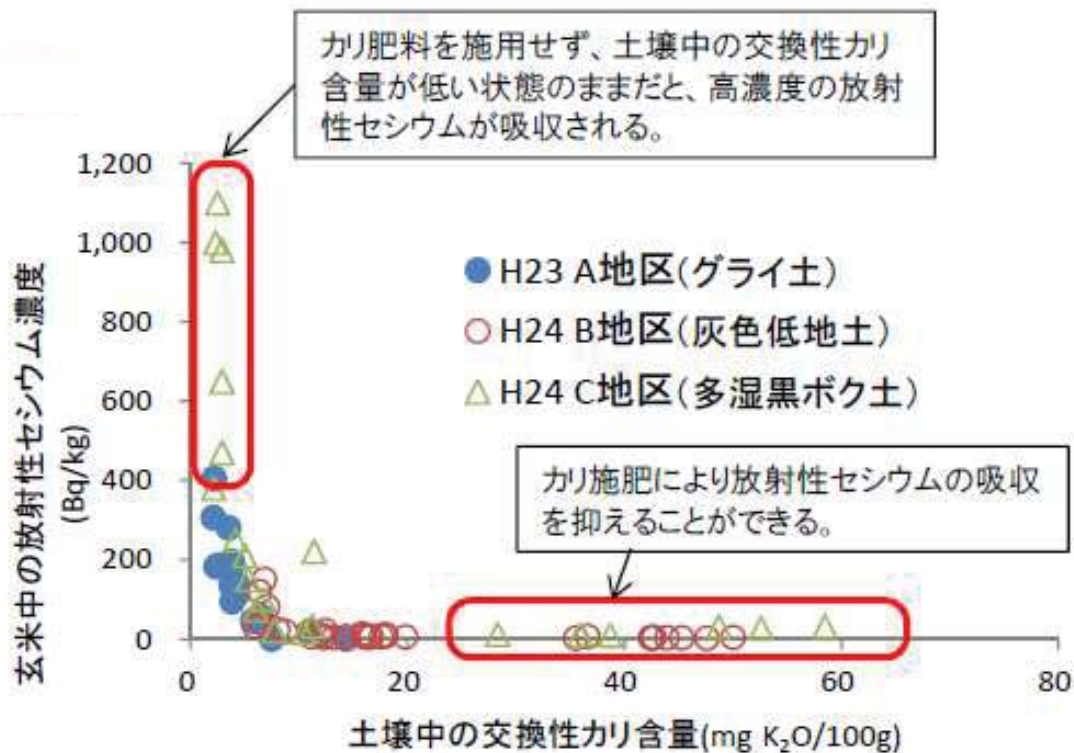 カリ肥料を施用せず、土壌中の交換性カリ
含量が低い状態のままだと、高濃度の放射
性セシウムが吸収される。
玄米中の放射性セシウム濃度
(Bq/kg)
1,200
1,000
800
600
400
200
0
H23 A地区(グライ土)
H24 B地区(灰色低地土)
H24 C地区(多湿黒ボク土)
カリ施肥により放射性セシウムの吸収
を抑えることができる。
0 20 40 60 80
土壌中の交換性カリ含量(mg K₂O/100g)